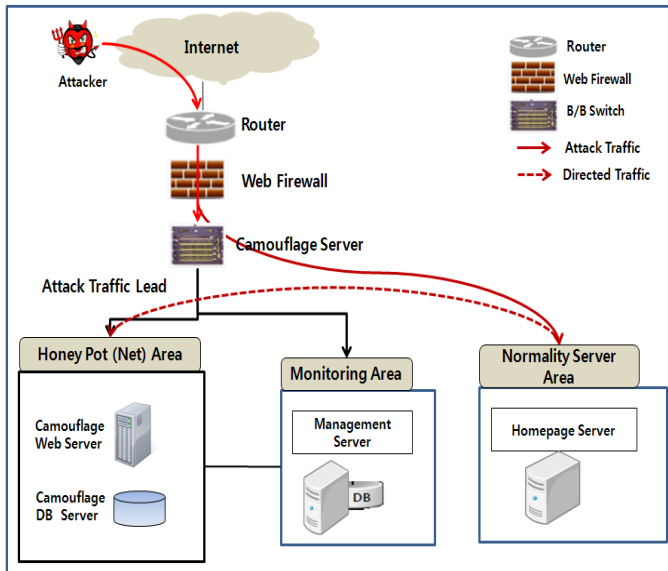 Internet
Attacker
Router
Web Firewall
B/B Switch
Attack Traffic
Directed Traffic
Router
Web Firewall
Camouflage Server
Attack Traffic Lead
Honey Pot (Net) Area
Monitoring Area
Normality Server
Area
Camouflage
Web Server
Camouflage
DB Server
Management
Server
DB
Homepage Server